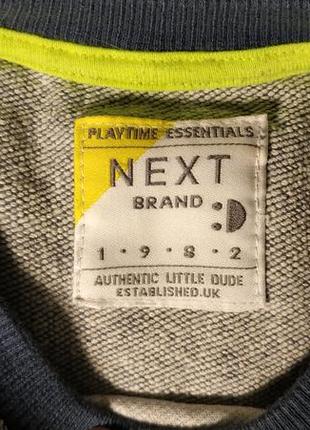 PLAYTIME ESSENTIALS
NEXT
BRAND
1 • 9 • 8 • 2
AUTHENTIC LITTLE DUDE
ESTABLISHED.UK